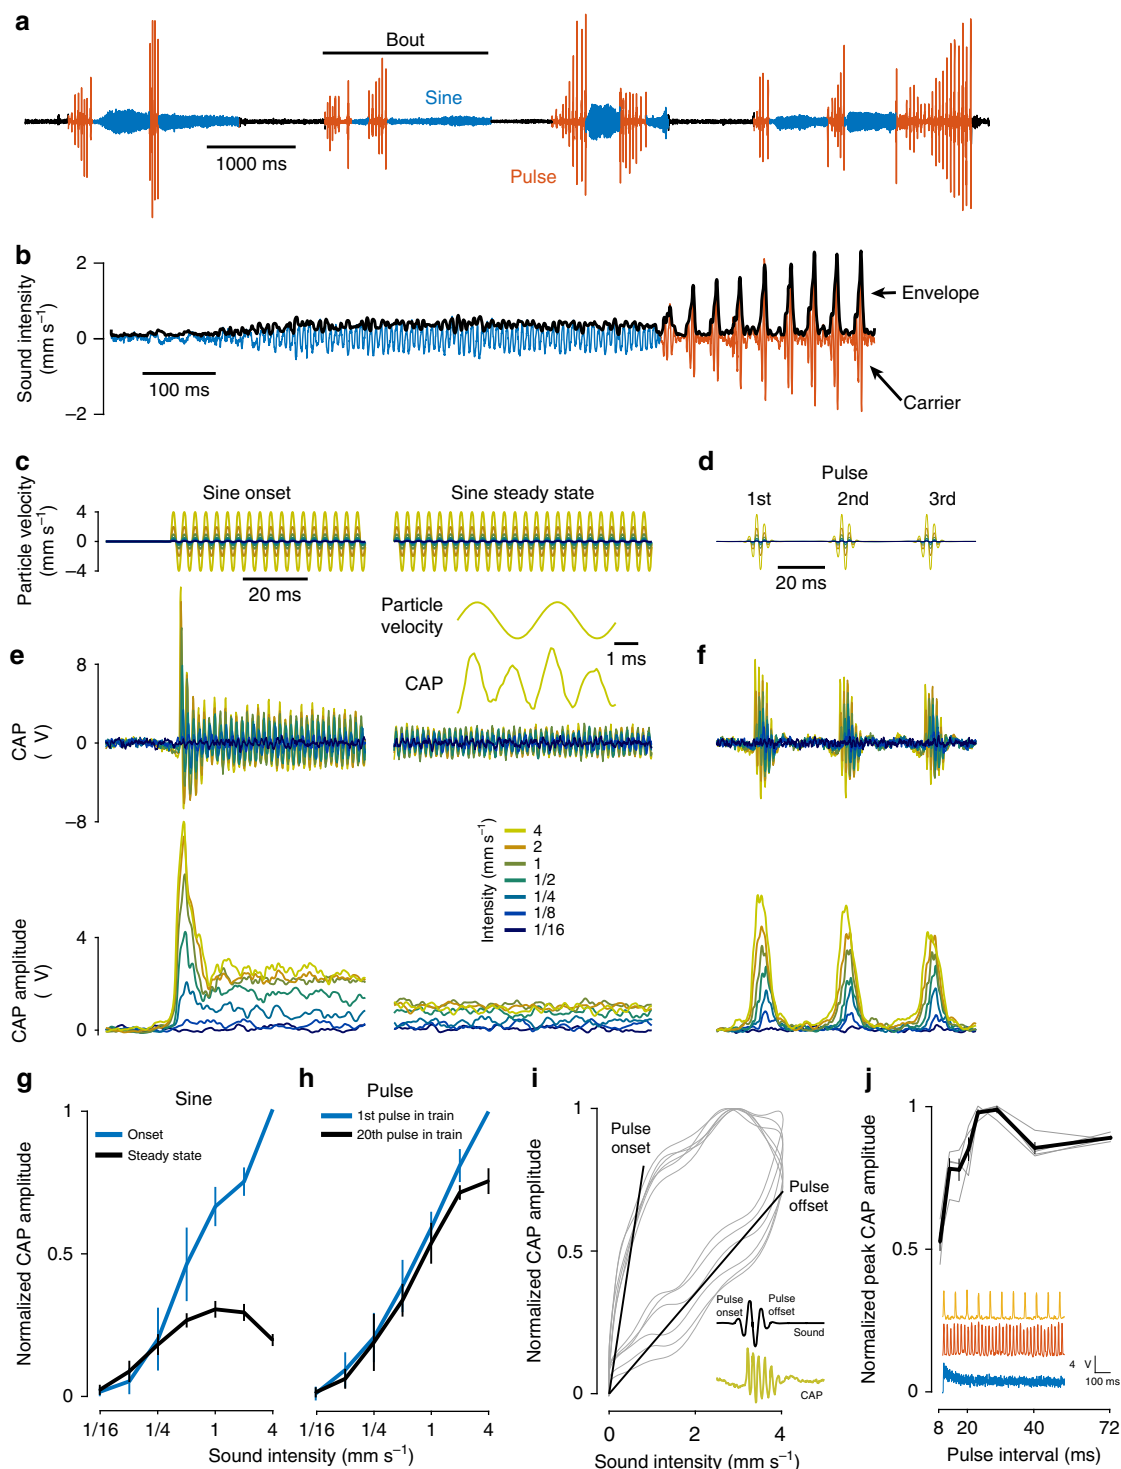 a
Bout
Sine
Pulse
1000 ms
b
Sound intensity
(mm s⁻¹)
2
0
−2
100 ms
Envelope
Carrier
c
Sine onset
Sine steady state
Particle velocity
(mm s⁻¹)
4
0
−4
20 ms
d
Pulse
1st
2nd
3rd
20 ms
Particle
velocity
1 ms
CAP
e
CAP
( V)
8
0
−8
f
Intensity (mm s⁻¹)
4
2
1
1/2
1/4
1/8
1/16
CAP amplitude
( V)
4
0
g
Sine
Onset
Steady state
Normalized CAP amplitude
1
0.5
0
1/16
1/4
1
4
h
Pulse
1st pulse in train
20th pulse in train
1/16
1/4
1
4
Sound intensity (mm s⁻¹)
i
Normalized CAP amplitude
1
0.5
0
Pulse
onset
Pulse
offset
Pulse
onset
Pulse
offset
Sound
CAP
0
2
4
Sound intensity (mm s⁻¹)
j
Normalized peak CAP amplitude
1
0.5
0
4 V
100 ms
8
20
40
72
Pulse interval (ms)